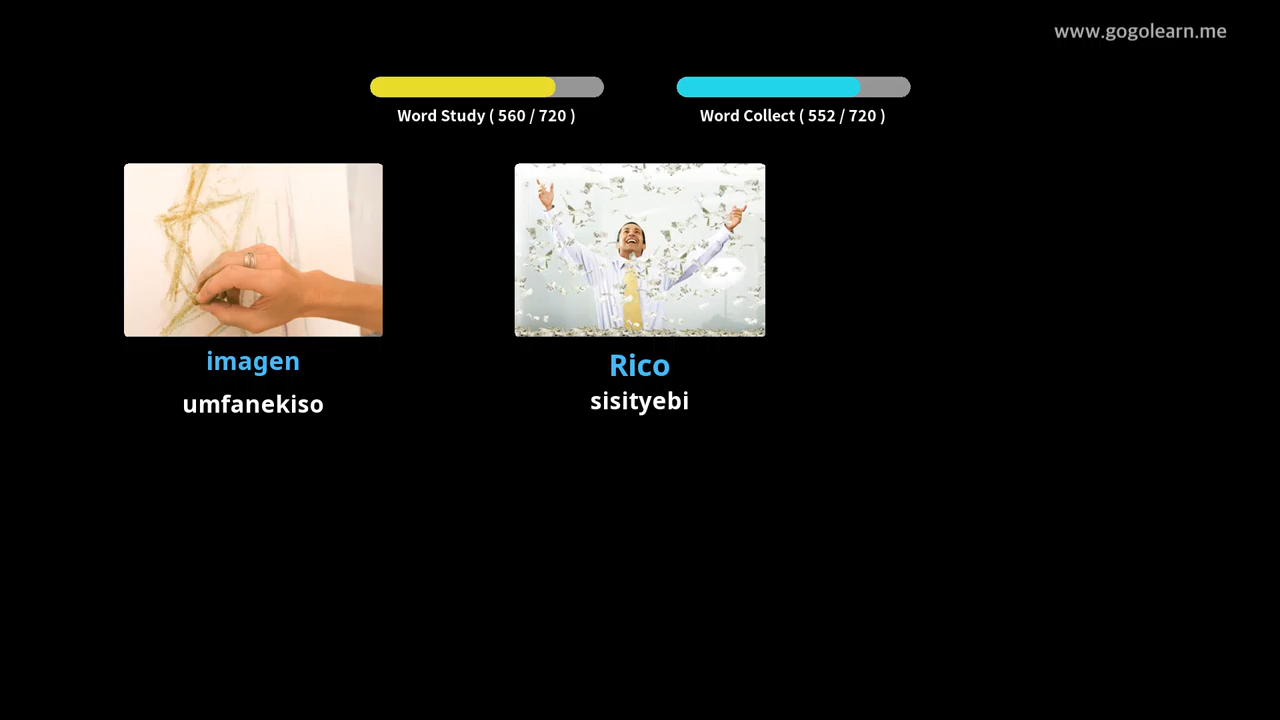 www.gogolearn.me
Word Study ( 560 / 720 )
Word Collect ( 552 / 720 )
imagen
umfanekiso
Rico
sisityebi